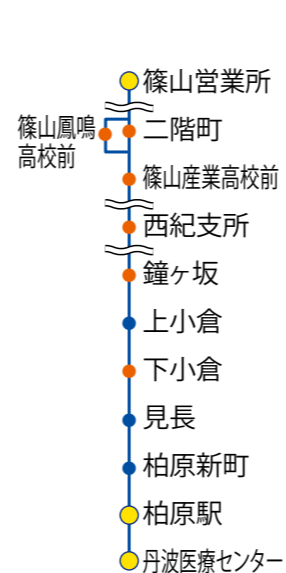 篠山営業所
篠山鳳鳴
高校前
二階町
篠山産業高校前
西紀支所
鐘ヶ坂
上小倉
下小倉
見長
柏原新町
柏原駅
丹波医療センター